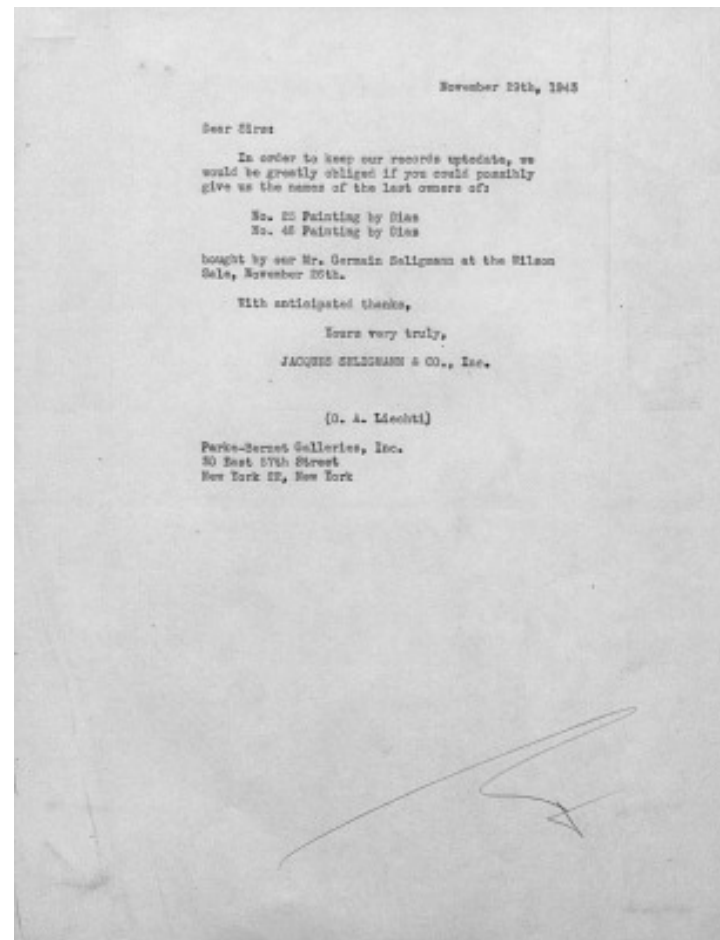 November 29th, 1943
Dear Sirs:
In order to keep our records uptodate, we
would be greatly obliged if you could possibly
give us the names of the last owners of:
No. 25 Painting by Diaz
No. 46 Painting by Diaz
bought by our Mr. Germain Seligmann at the Wilson
Sale, November 26th.
With anticipated thanks,
Yours very truly,
JACQUES SELIGMANN & CO., Inc.
(O. A. Liechti)
Parke-Bernet Galleries, Inc.
30 East 57th Street
New York 22, New York